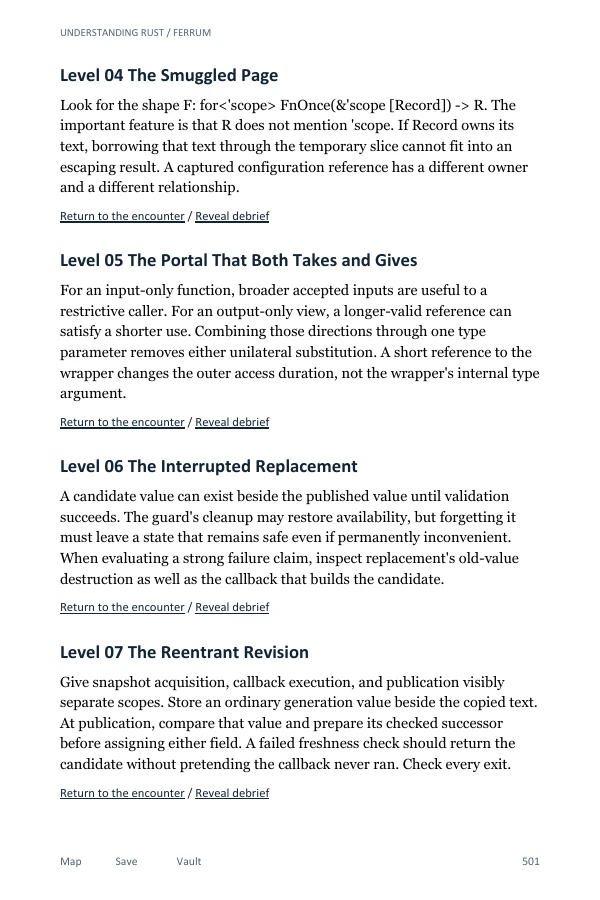 UNDERSTANDING RUST / FERRUM
Level 04 The Smuggled Page
Look for the shape F: for<'scope> FnOnce(&'scope [Record]) -> R. The
important feature is that R does not mention 'scope. If Record owns its
text, borrowing that text through the temporary slice cannot fit into an
escaping result. A captured configuration reference has a different owner
and a different relationship.
Return to the encounter / Reveal debrief
Level 05 The Portal That Both Takes and Gives
For an input-only function, broader accepted inputs are useful to a
restrictive caller. For an output-only view, a longer-valid reference can
satisfy a shorter use. Combining those directions through one type
parameter removes either unilateral substitution. A short reference to the
wrapper changes the outer access duration, not the wrapper's internal type
argument.
Return to the encounter / Reveal debrief
Level 06 The Interrupted Replacement
A candidate value can exist beside the published value until validation
succeeds. The guard's cleanup may restore availability, but forgetting it
must leave a state that remains safe even if permanently inconvenient.
When evaluating a strong failure claim, inspect replacement's old-value
destruction as well as the callback that builds the candidate.
Return to the encounter / Reveal debrief
Level 07 The Reentrant Revision
Give snapshot acquisition, callback execution, and publication visibly
separate scopes. Store an ordinary generation value beside the copied text.
At publication, compare that value and prepare its checked successor
before assigning either field. A failed freshness check should return the
candidate without pretending the callback never ran. Check every exit.
Return to the encounter / Reveal debrief
Map Save Vault 501